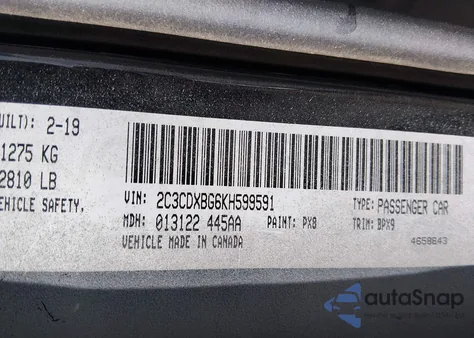 UILT): 2-19
1275 KG
2810 LB
EHICLE SAFETY,
VIN: 2C3CDXBG6KH598591
TYPE: PASSENGER CAR
MDH: 013122 445AA
PAINT: PX8
TRIM: BPX9
VEHICLE MADE IN CANADA
4658643
autoSnap